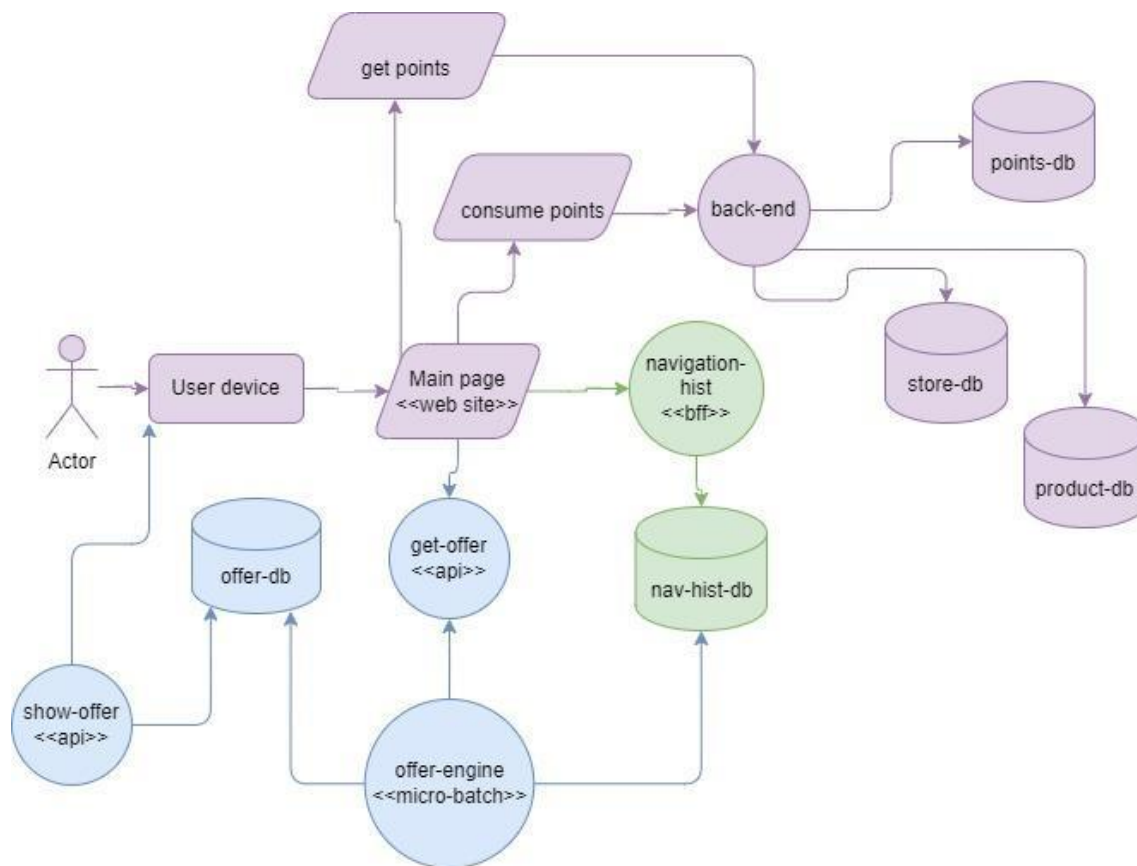 get points
points-db
consume points
back-end
navigation-
hist
<<bff>>
store-db
User device
Main page
<<web site>>
Actor
product-db
get-offer
<<api>>
offer-db
nav-hist-db
show-offer
<<api>>
offer-engine
<<micro-batch>>